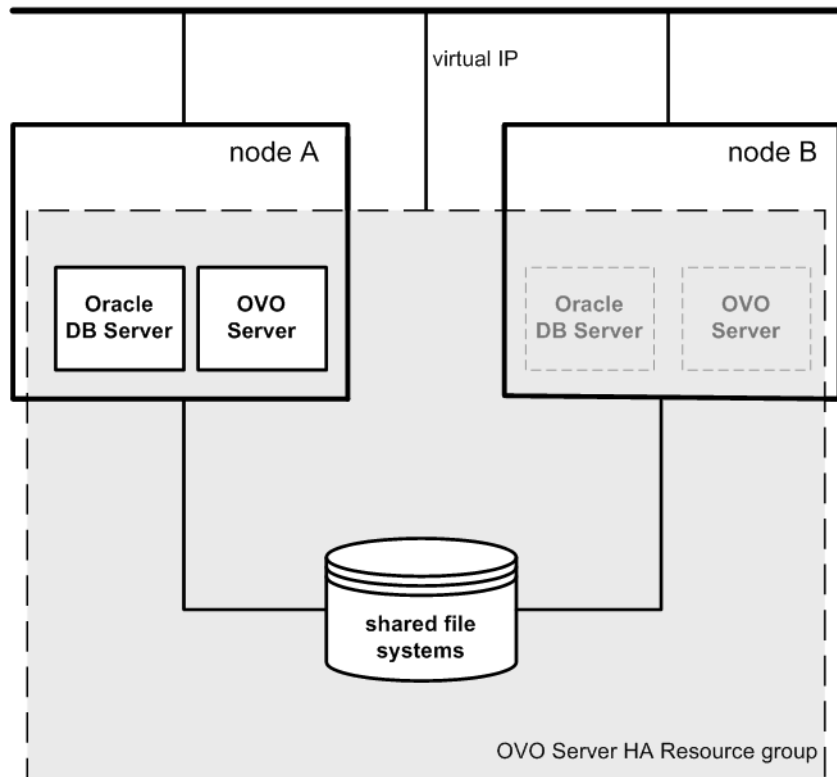 virtual IP
node A
node B
Oracle
DB Server
OVO
Server
Oracle
DB Server
OVO
Server
shared file
systems
OVO Server HA Resource group